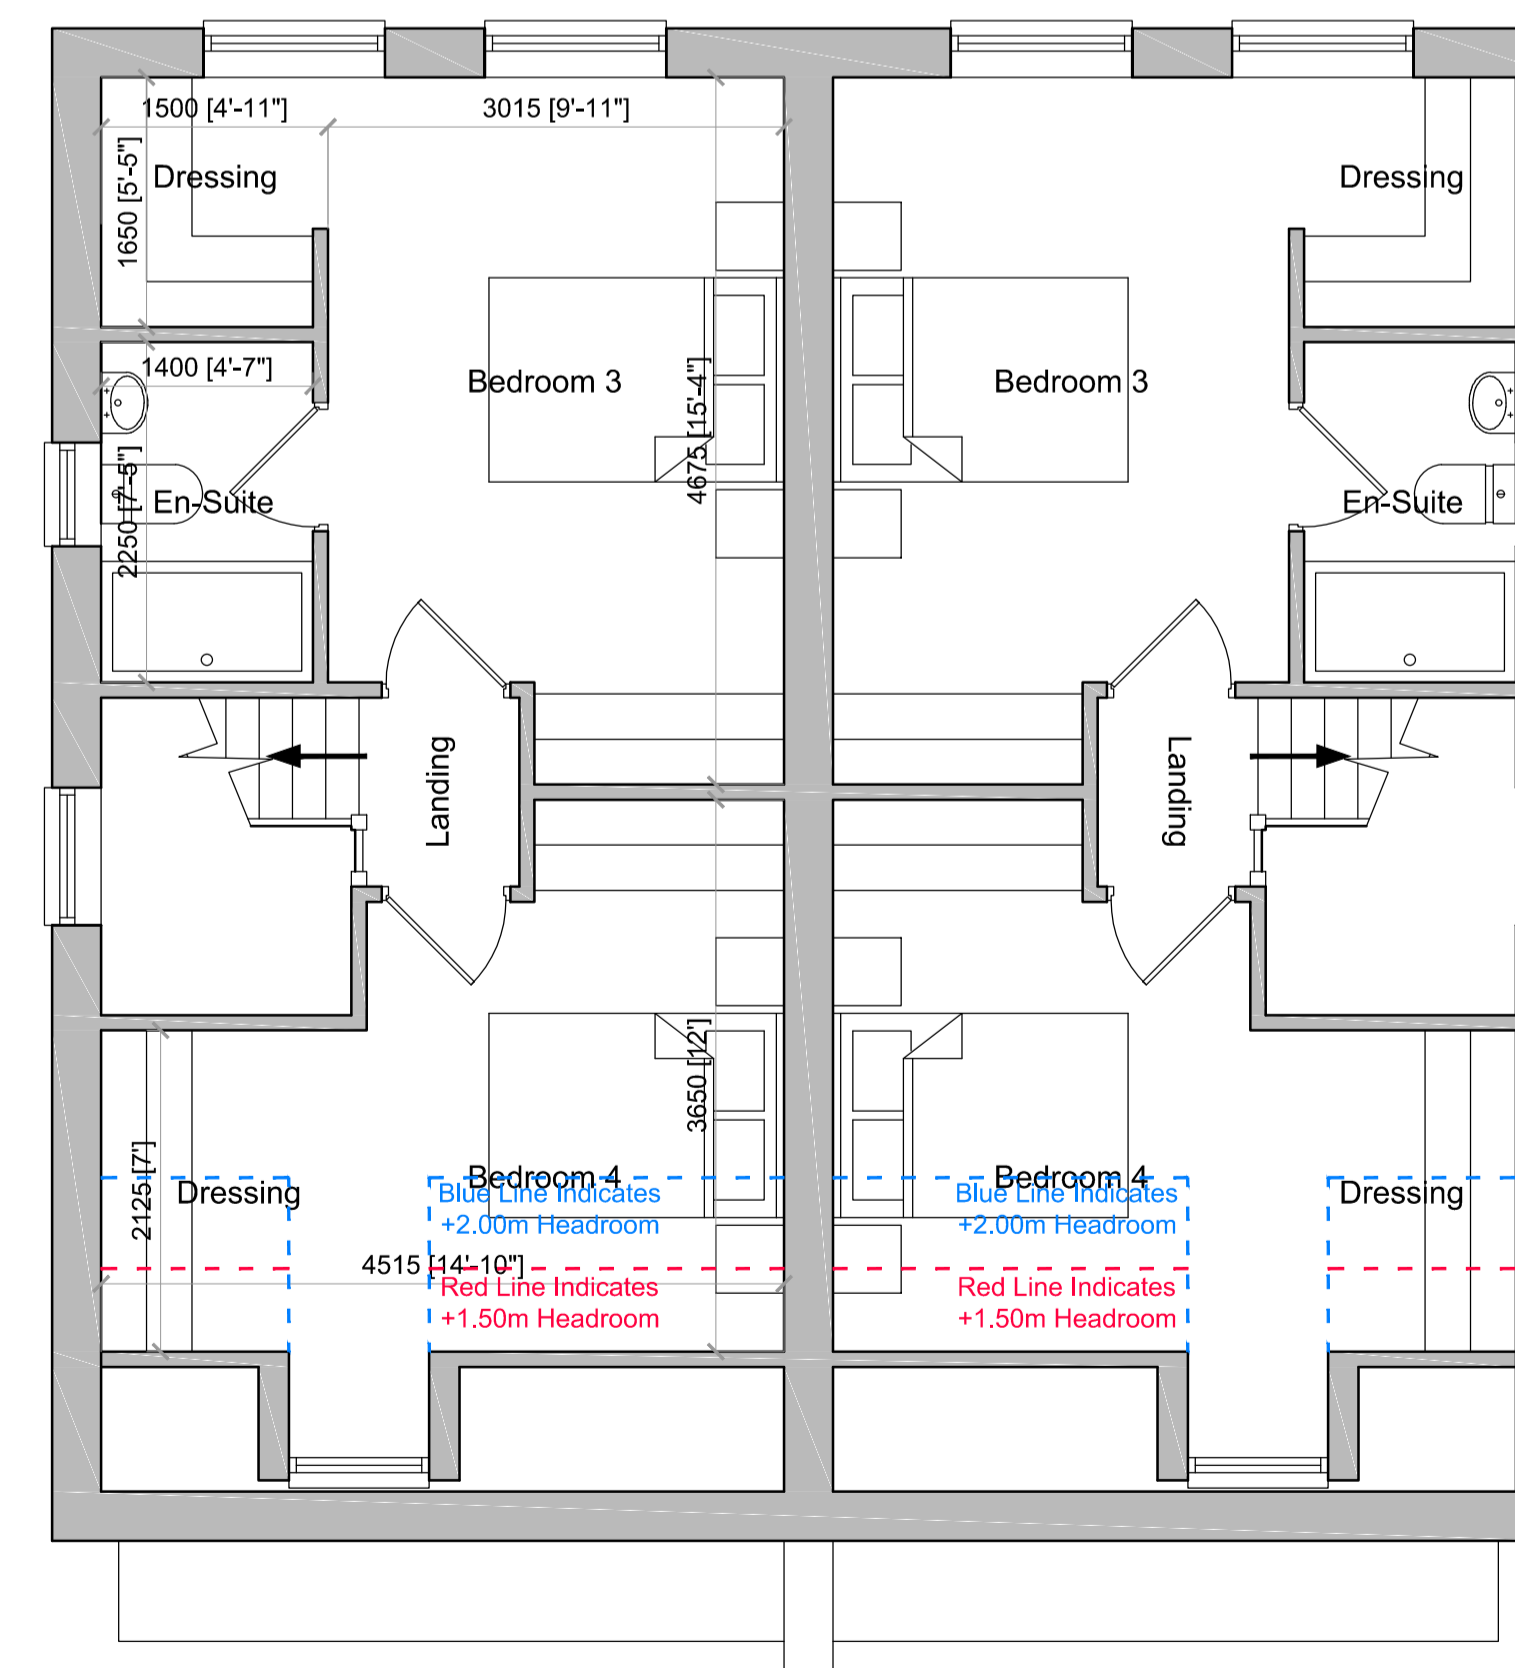 1500 [4'-11"]
3015 [9'-11"]
1650 [5'-5"]
Dressing
Dressing
1400 [4'-7"]
Bedroom 3
4675 [15'-4"]
Bedroom 3
2250 [7'-5"]
En-Suite
En-Suite
Landing
Landing
3650 [12']
2125 [7']
Dressing
Bedroom 4
Bedroom 4
Dressing
Blue Line Indicates
+2.00m Headroom
Blue Line Indicates
+2.00m Headroom
4515 [14'-10"]
Red Line Indicates
+1.50m Headroom
Red Line Indicates
+1.50m Headroom